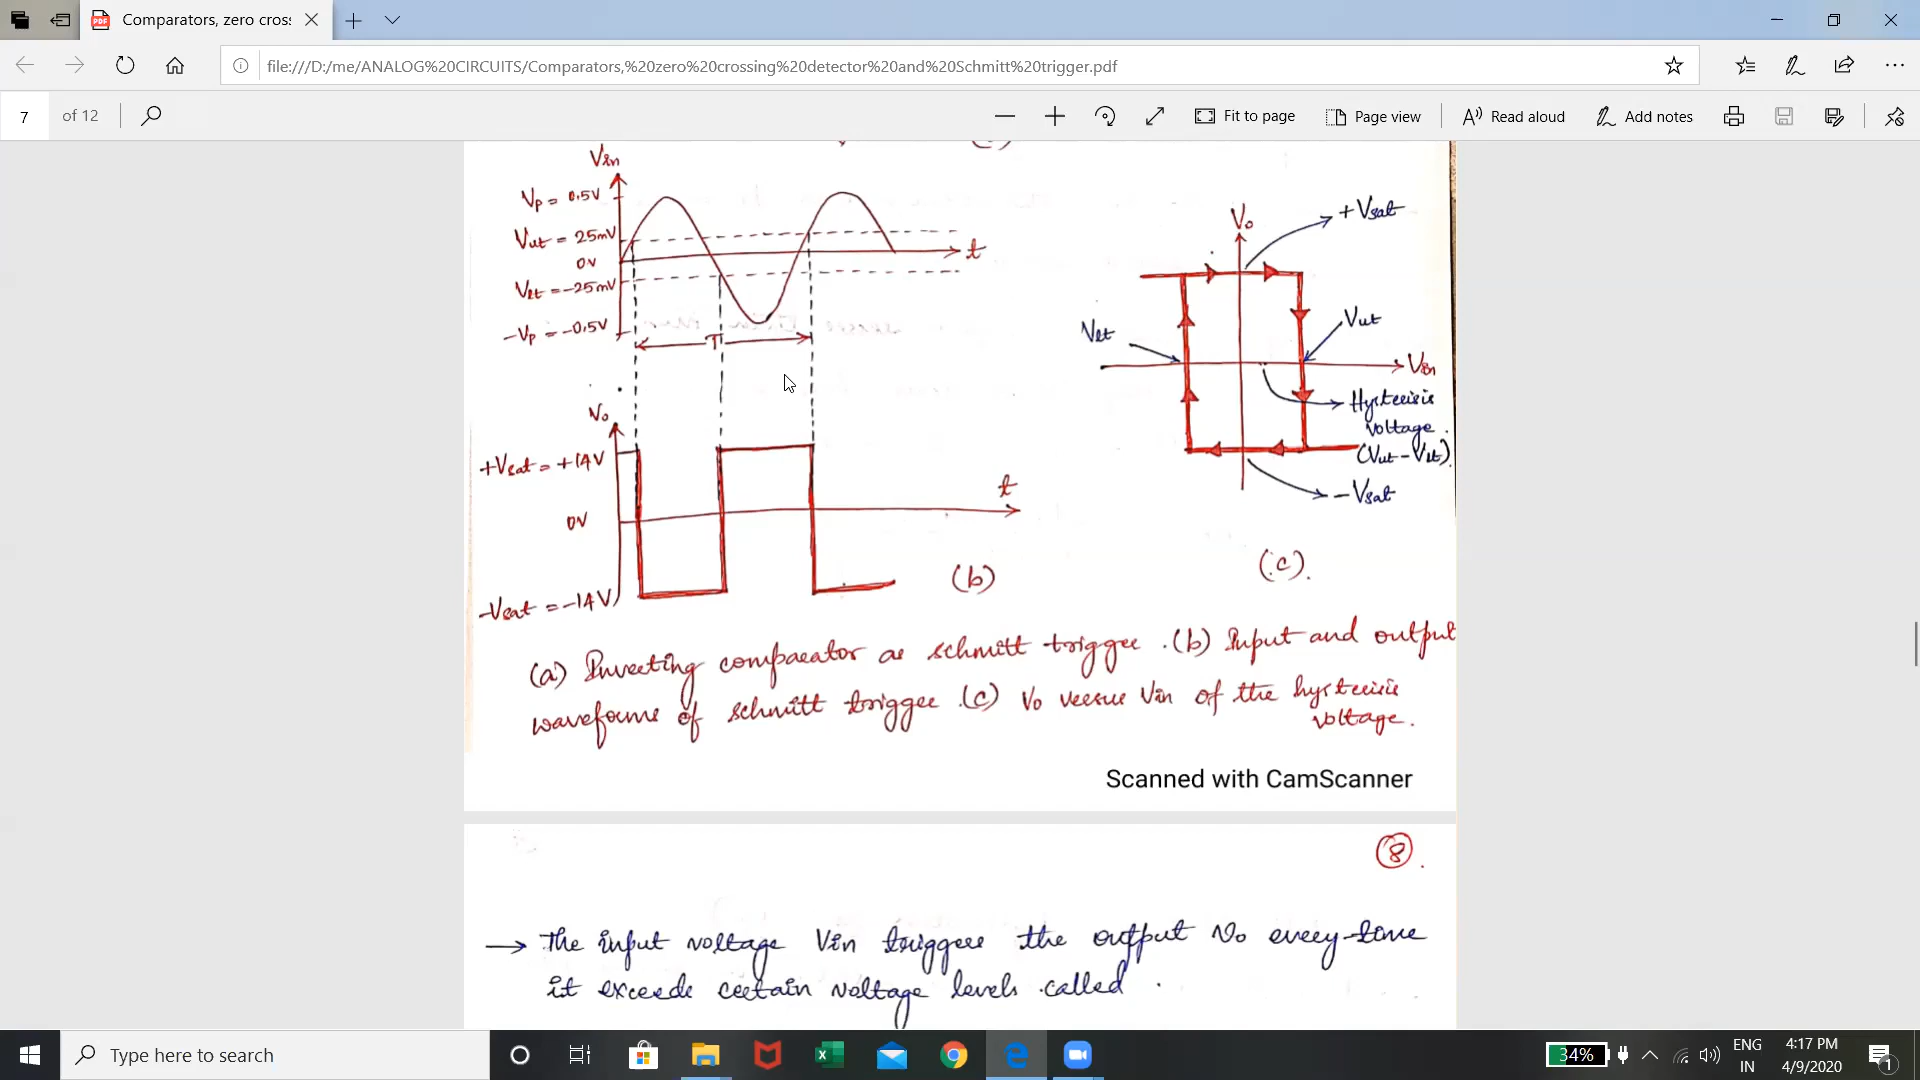 Comparators, zero cross
file:///D:/me/ANALOG%20CIRCUITS/Comparators,%20zero%20crossing%20detector%20and%20Schmitt%20trigger.pdf
7 of 12
Fit to page
Page view
Read aloud
Add notes
Vin
Vp = 0.5V
Vut = 25mV
0V
Vlt = -25mV
-Vp = -0.5V
t
T
Vo
+Vsat = +14V
0V
-Vsat = -14V
t
(b)
Vo
+Vsat
Vlt
Vut
Vin
Hysterisis
voltage
(Vut - Vlt)
-Vsat
(c).
(a) Inverting comparator as schmitt trigger. (b) Input and output
waveforms of schmitt trigger. (c) Vo versus Vin of the hysterisis
voltage.
Scanned with CamScanner
8
→ The input voltage Vin triggers the output Vo every-time
it exceeds certain voltage levels called
Type here to search
34%
ENG
IN
4:17 PM
4/9/2020
1